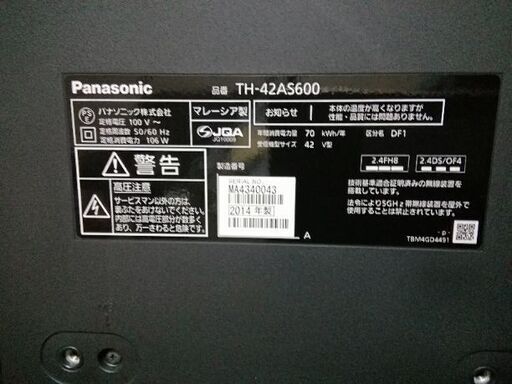 Panasonic 品番 TH-42AS600
PS
E
パナソニック株式会社
定格電圧 100 V ～
定格周波数 50/60 Hz
定格消費電力 106 W
マレーシア製
JQA
JQ10009
お知らせ
本体の温度が高くなりますが
性能・品質に問題ありません。
年間消費電力量 70 kWh/年 区分名 DF1
受信機型サイズ 42 V型
警告
高圧注意
サービスマン以外の方は、
裏ぶたをあけないでください。
内部には高電圧部分が数多く
あり、万一さわると危険です。
製造番号
SERIAL NO.
MA4340043
2014 年製
A
2.4FH8
2.4DS/OF4
技術基準適合証明済みの無線装置を
搭載しています。
法令により5GHz 帯無線装置を屋外で
使用することは禁止されています。
- p -
TBM4GD4491